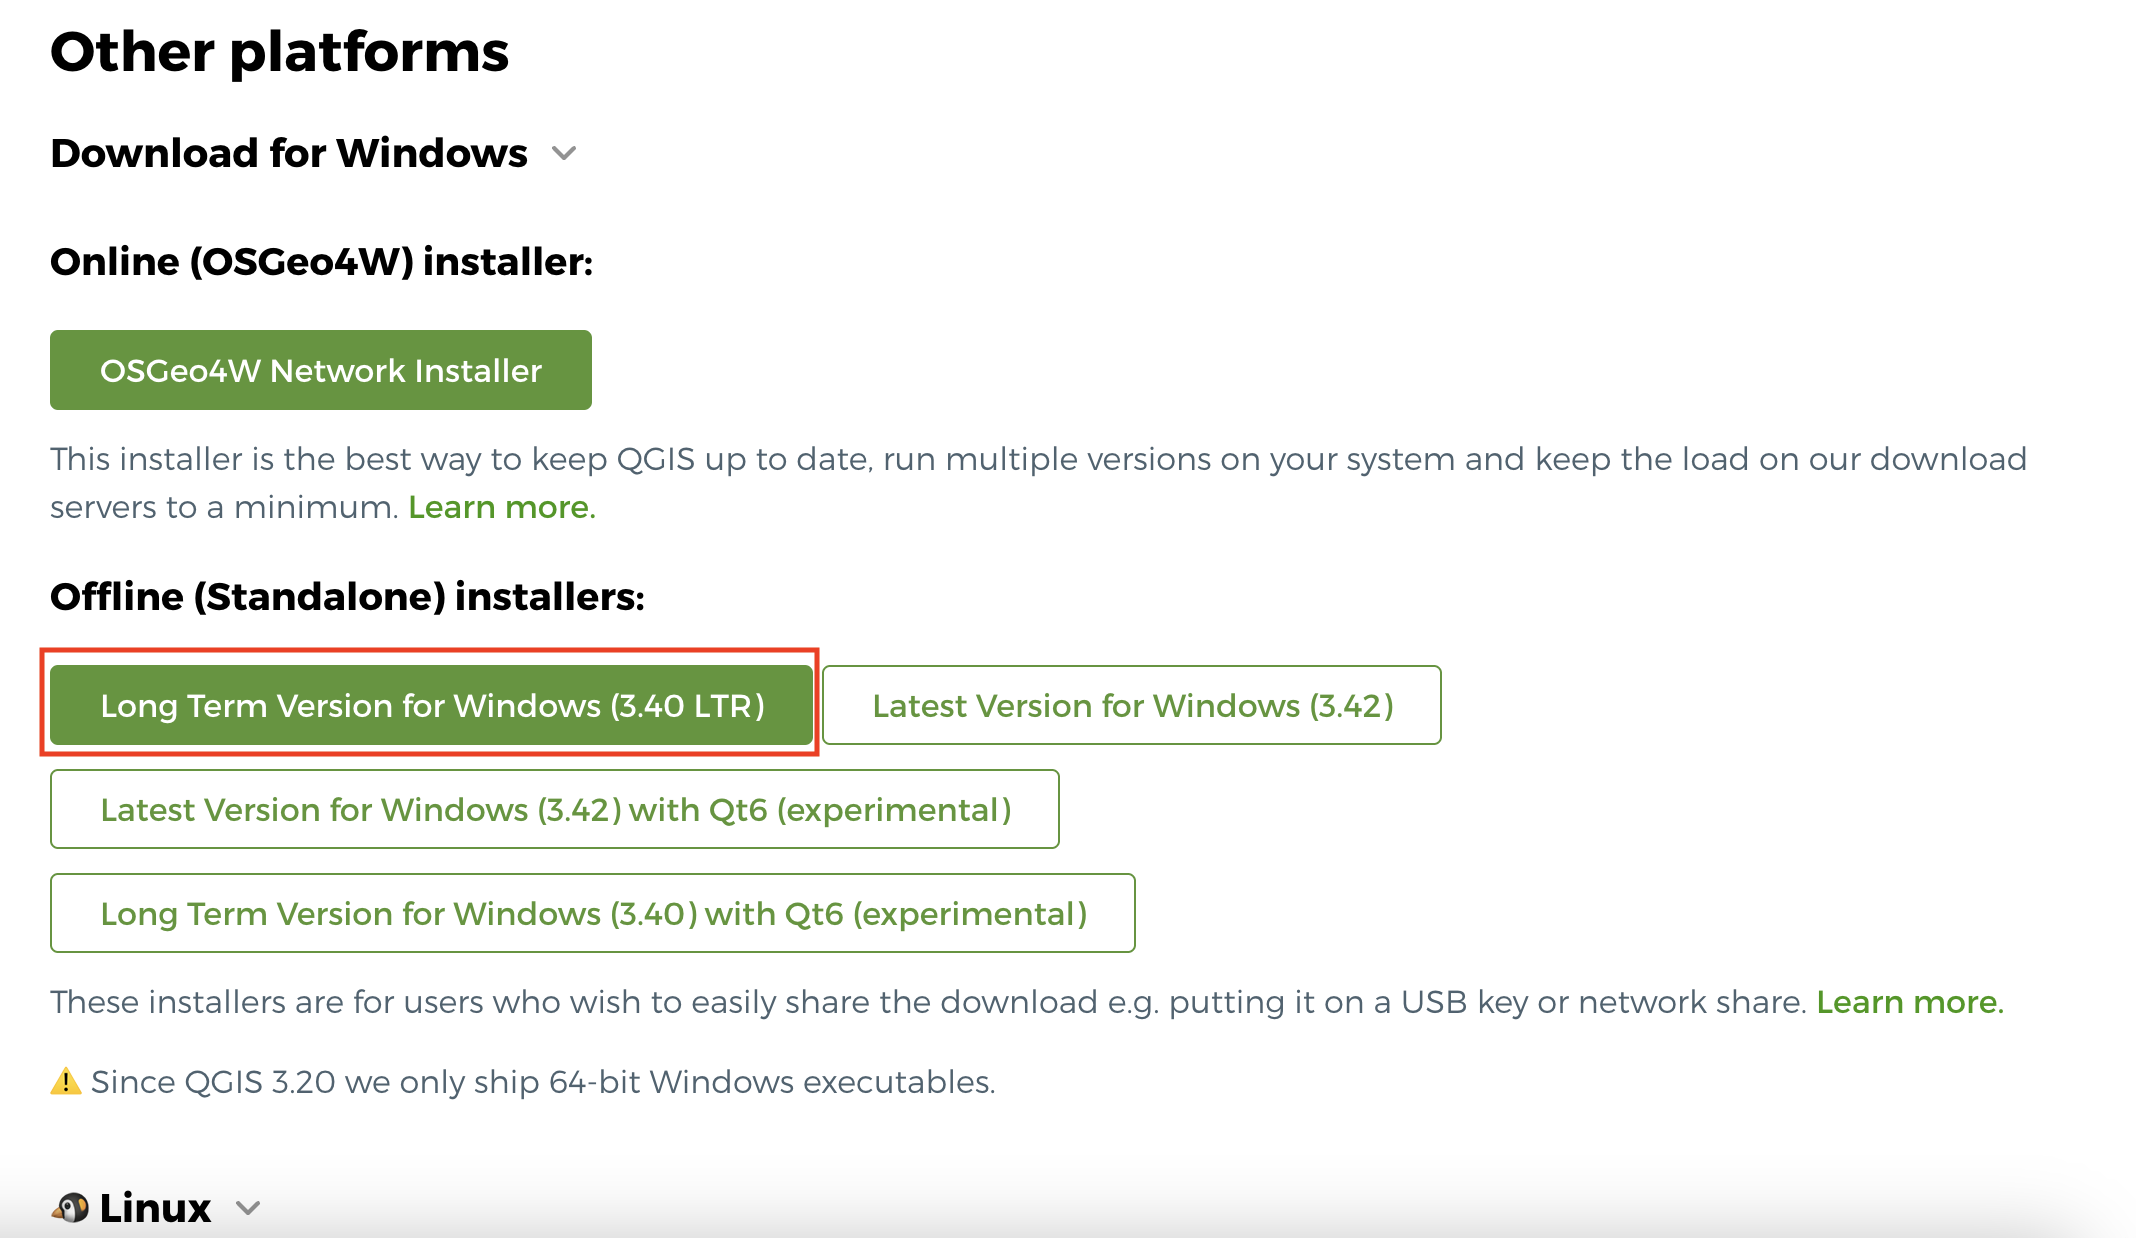 Other platforms
Download for Windows
Online (OSGeo4W) installer:
OSGeo4W Network Installer
This installer is the best way to keep QGIS up to date, run multiple versions on your system and keep the load on our download
servers to a minimum. Learn more.
Offline (Standalone) installers:
Long Term Version for Windows (3.40 LTR)
Latest Version for Windows (3.42)
Latest Version for Windows (3.42) with Qt6 (experimental)
Long Term Version for Windows (3.40) with Qt6 (experimental)
These installers are for users who wish to easily share the download e.g. putting it on a USB key or network share. Learn more.
⚠️ Since QGIS 3.20 we only ship 64-bit Windows executables.
Linux